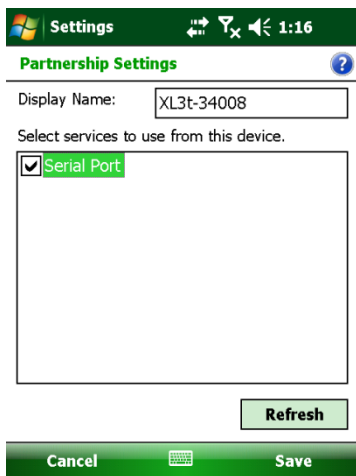 Settings 1:16
Partnership Settings ?
Display Name: XL3t-34008
Select services to use from this device.
Serial Port
Refresh
Cancel Save